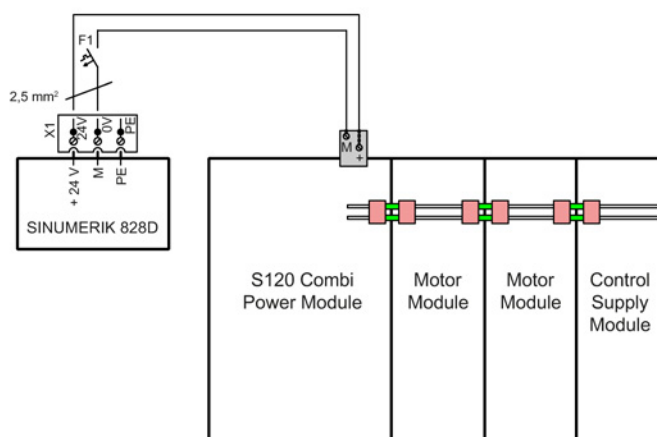 F1
2,5 mm²
X1
24V
0V
PE
+ 24 V
M
PE
SINUMERIK 828D
M
+
S120 Combi
Power Module
Motor
Module
Motor
Module
Control
Supply
Module